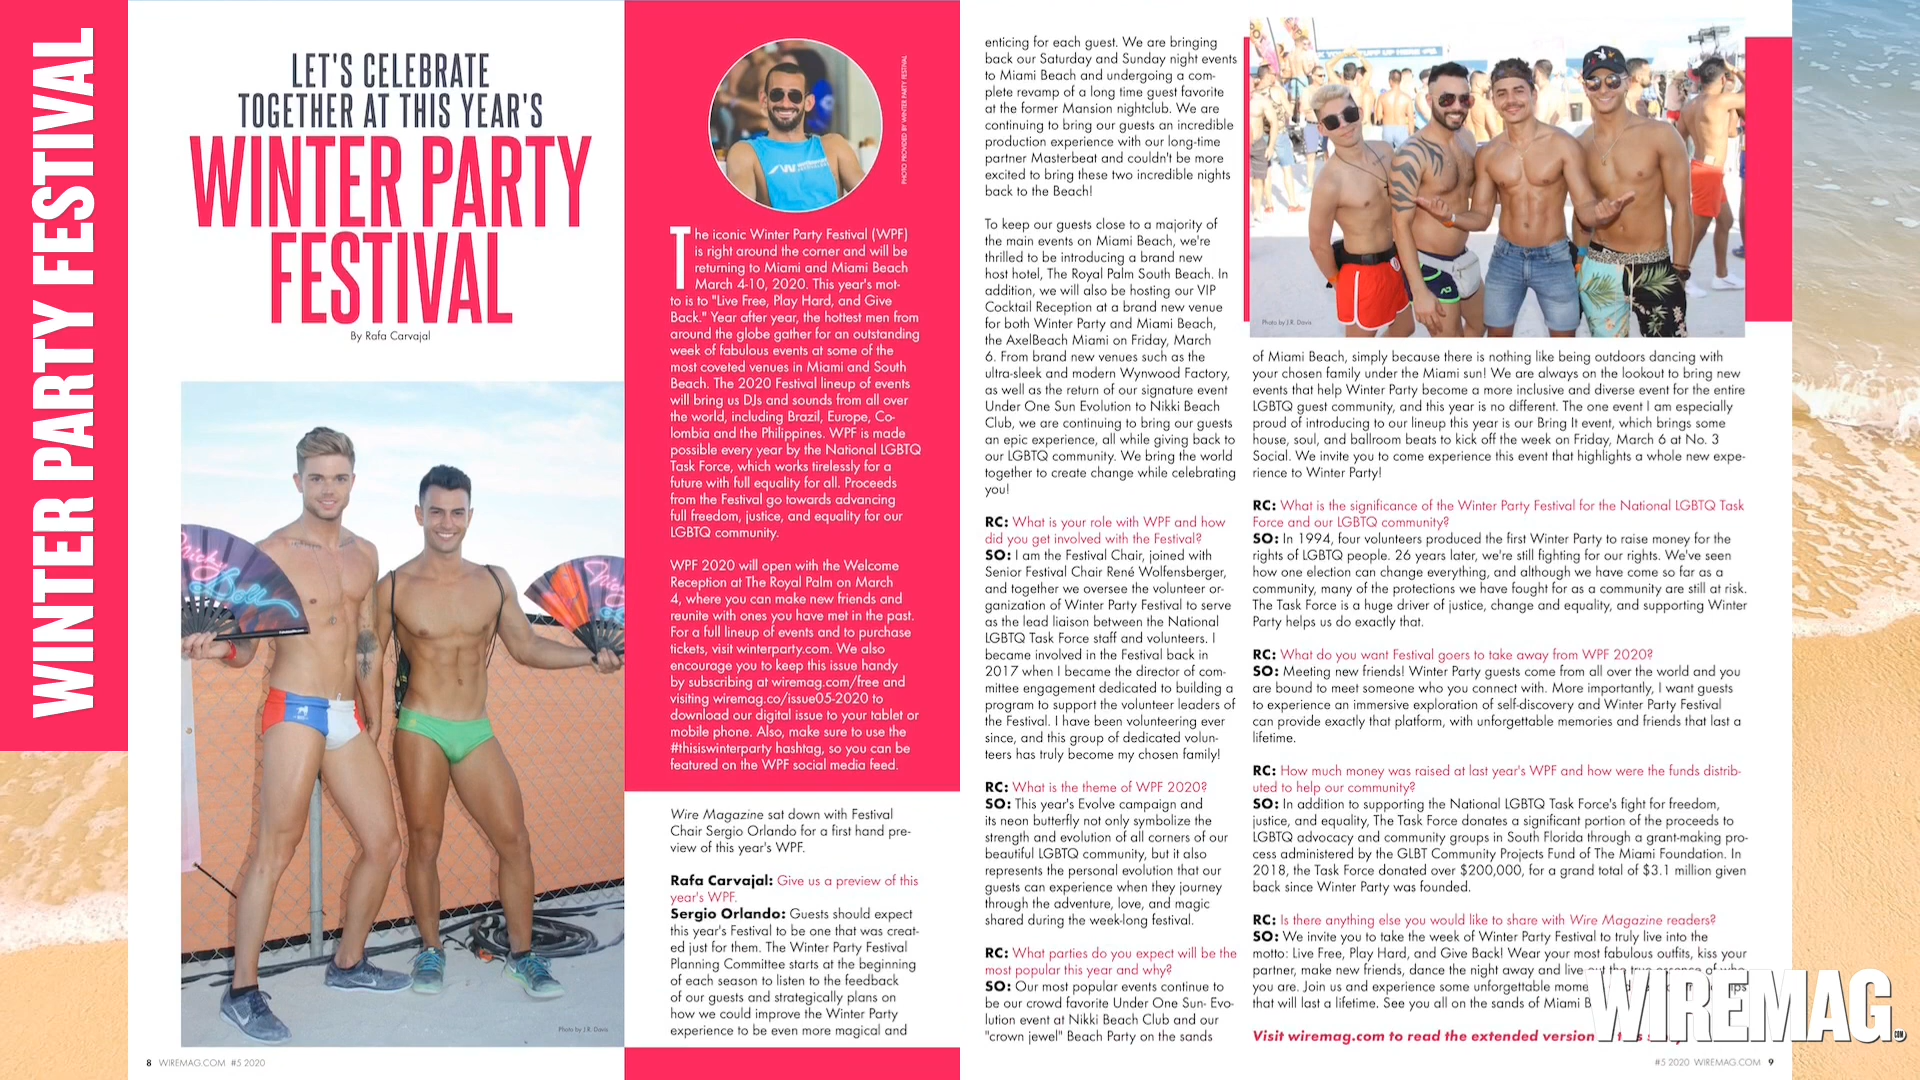 WINTER PARTY FESTIVAL
LET'S CELEBRATE
TOGETHER AT THIS YEAR'S
WINTER PARTY
FESTIVAL
By Rafa Carvajal
Photo by J.R. Davis
8 WIREMAG.COM #5 2020
PHOTO PROVIDED BY WINTER PARTY FESTIVAL
The iconic Winter Party Festival (WPF)
is right around the corner and will be
returning to Miami and Miami Beach
March 4-10, 2020. This year's mot-
to is to "Live Free, Play Hard, and Give
Back." Year after year, the hottest men from
around the globe gather for an outstanding
week of fabulous events at some of the
most coveted venues in Miami and South
Beach. The 2020 Festival lineup of events
will bring us DJs and sounds from all over
the world, including Brazil, Europe, Co-
lombia and the Philippines. WPF is made
possible every year by the National LGBTQ
Task Force, which works tirelessly for a
future with full equality for all. Proceeds
from the Festival go towards advancing
full freedom, justice, and equality for our
LGBTQ community.
WPF 2020 will open with the Welcome
Reception at The Royal Palm on March
4, where you can make new friends and
reunite with ones you have met in the past.
For a full lineup of events and to purchase
tickets, visit winterparty.com. We also
encourage you to keep this issue handy
by subscribing at wiremag.com/free and
visiting wiremag.co/issue05-2020 to
download our digital issue to your tablet or
mobile phone. Also, make sure to use the
#thisiswinterparty hashtag, so you can be
featured on the WPF social media feed.
Wire Magazine sat down with Festival
Chair Sergio Orlando for a first hand pre-
view of this year's WPF.
Rafa Carvajal: Give us a preview of this
year's WPF.
Sergio Orlando: Guests should expect
this year's Festival to be one that was creat-
ed just for them. The Winter Party Festival
Planning Committee starts at the beginning
of each season to listen to the feedback
of our guests and strategically plans on
how we could improve the Winter Party
experience to be even more magical and
enticing for each guest. We are bringing
back our Saturday and Sunday night events
to Miami Beach and undergoing a com-
plete revamp of a long time guest favorite
at the former Mansion nightclub. We are
continuing to bring our guests an incredible
production experience with our long-time
partner Masterbeat and couldn't be more
excited to bring these two incredible nights
back to the Beach!
To keep our guests close to a majority of
the main events on Miami Beach, we're
thrilled to be introducing a brand new
host hotel, The Royal Palm South Beach. In
addition, we will also be hosting our VIP
Cocktail Reception at a brand new venue
for both Winter Party and Miami Beach,
the AxelBeach Miami on Friday, March
6. From brand new venues such as the
ultra-sleek and modern Wynwood Factory,
as well as the return of our signature event
Under One Sun Evolution to Nikki Beach
Club, we are continuing to bring our guests
an epic experience, all while giving back to
our LGBTQ community. We bring the world
together to create change while celebrating
you!
RC: What is your role with WPF and how
did you get involved with the Festival?
SO: I am the Festival Chair, joined with
Senior Festival Chair René Wolfensberger,
and together we oversee the volunteer or-
ganization of Winter Party Festival to serve
as the lead liaison between the National
LGBTQ Task Force staff and volunteers. I
became involved in the Festival back in
2017 when I became the director of com-
mittee engagement dedicated to building a
program to support the volunteer leaders of
the Festival. I have been volunteering ever
since, and this group of dedicated volun-
teers has truly become my chosen family!
RC: What is the theme of WPF 2020?
SO: This year's Evolve campaign and
its neon butterfly not only symbolize the
strength and evolution of all corners of our
beautiful LGBTQ community, but it also
represents the personal evolution that our
guests can experience when they journey
through the adventure, love, and magic
shared during the week-long festival.
RC: What parties do you expect will be the
most popular this year and why?
SO: Our most popular events continue to
be our crowd favorite Under One Sun- Evo-
lution event at Nikki Beach Club and our
"crown jewel" Beach Party on the sands
Photo by J.R. Davis
of Miami Beach, simply because there is nothing like being outdoors dancing with
your chosen family under the Miami sun! We are always on the lookout to bring new
events that help Winter Party become a more inclusive and diverse event for the entire
LGBTQ guest community, and this year is no different. The one event I am especially
proud of introducing to our lineup this year is our Bring It event, which brings some
house, soul, and ballroom beats to kick off the week on Friday, March 6 at No. 3
Social. We invite you to come experience this event that highlights a whole new expe-
rience to Winter Party!
RC: What is the significance of the Winter Party Festival for the National LGBTQ Task
Force and our LGBTQ community?
SO: In 1994, four volunteers produced the first Winter Party to raise money for the
rights of LGBTQ people. 26 years later, we're still fighting for our rights. We've seen
how one election can change everything, and although we have come so far as a
community, many of the protections we have fought for as a community are still at risk.
The Task Force is a huge driver of justice, change and equality, and supporting Winter
Party helps us do exactly that.
RC: What do you want Festival goers to take away from WPF 2020?
SO: Meeting new friends! Winter Party guests come from all over the world and you
are bound to meet someone who you connect with. More importantly, I want guests
to experience an immersive exploration of self-discovery and Winter Party Festival
can provide exactly that platform, with unforgettable memories and friends that last a
lifetime.
RC: How much money was raised at last year's WPF and how were the funds distrib-
uted to help our community?
SO: In addition to supporting the National LGBTQ Task Force's fight for freedom,
justice, and equality, The Task Force donates a significant portion of the proceeds to
LGBTQ advocacy and community groups in South Florida through a grant-making pro-
cess administered by the GLBT Community Projects Fund of The Miami Foundation. In
2018, the Task Force donated over $200,000, for a grand total of $3.1 million given
back since Winter Party was founded.
RC: Is there anything else you would like to share with Wire Magazine readers?
SO: We invite you to take the week of Winter Party Festival to truly live into the
motto: Live Free, Play Hard, and Give Back! Wear your most fabulous outfits, kiss your
partner, make new friends, dance the night away and live out the true essence of who
you are. Join us and experience some unforgettable
that will last a lifetime. See you all on the sands of Miami
Visit wiremag.com to read the extended version
WIREMAG.COM
#5 2020 WIREMAG.COM 9